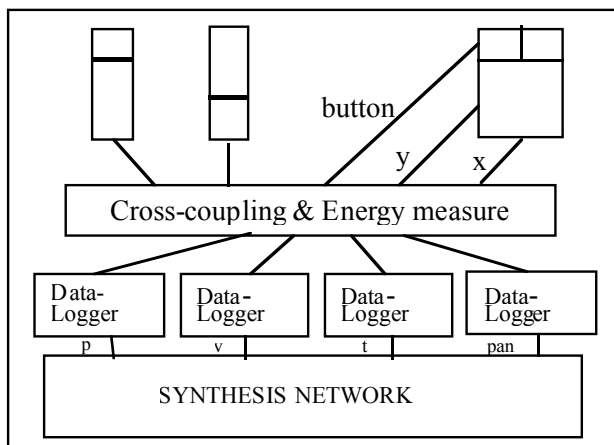 button
y
x
Cross-coupling & Energy measure
Data-
Logger
Data-
Logger
Data-
Logger
Data-
Logger
p
v
t
pan
SYNTHESIS NETWORK